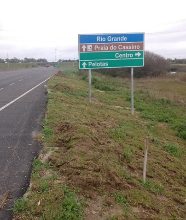 Rio Grande
Praia do Cassino
Centro
Pelotas